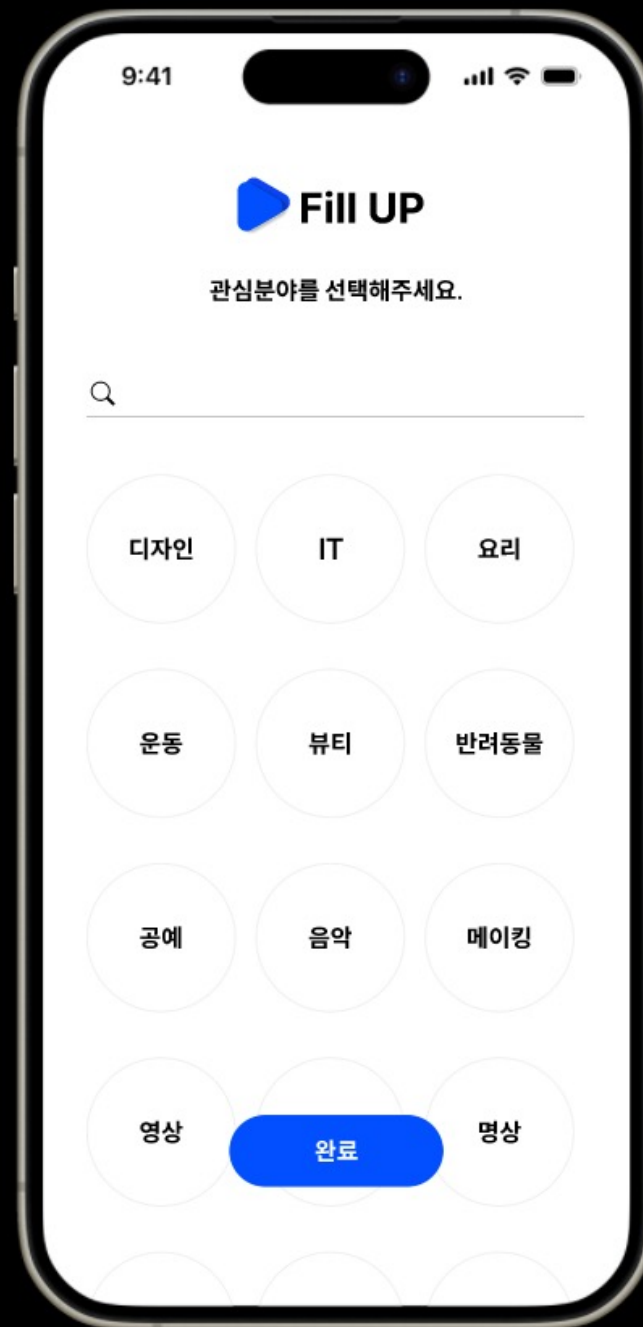 9:41
Fill UP
관심분야를 선택해주세요.
디자인 IT 요리
운동 뷰티 반려동물
공예 음악 메이킹
영상 명상
완료